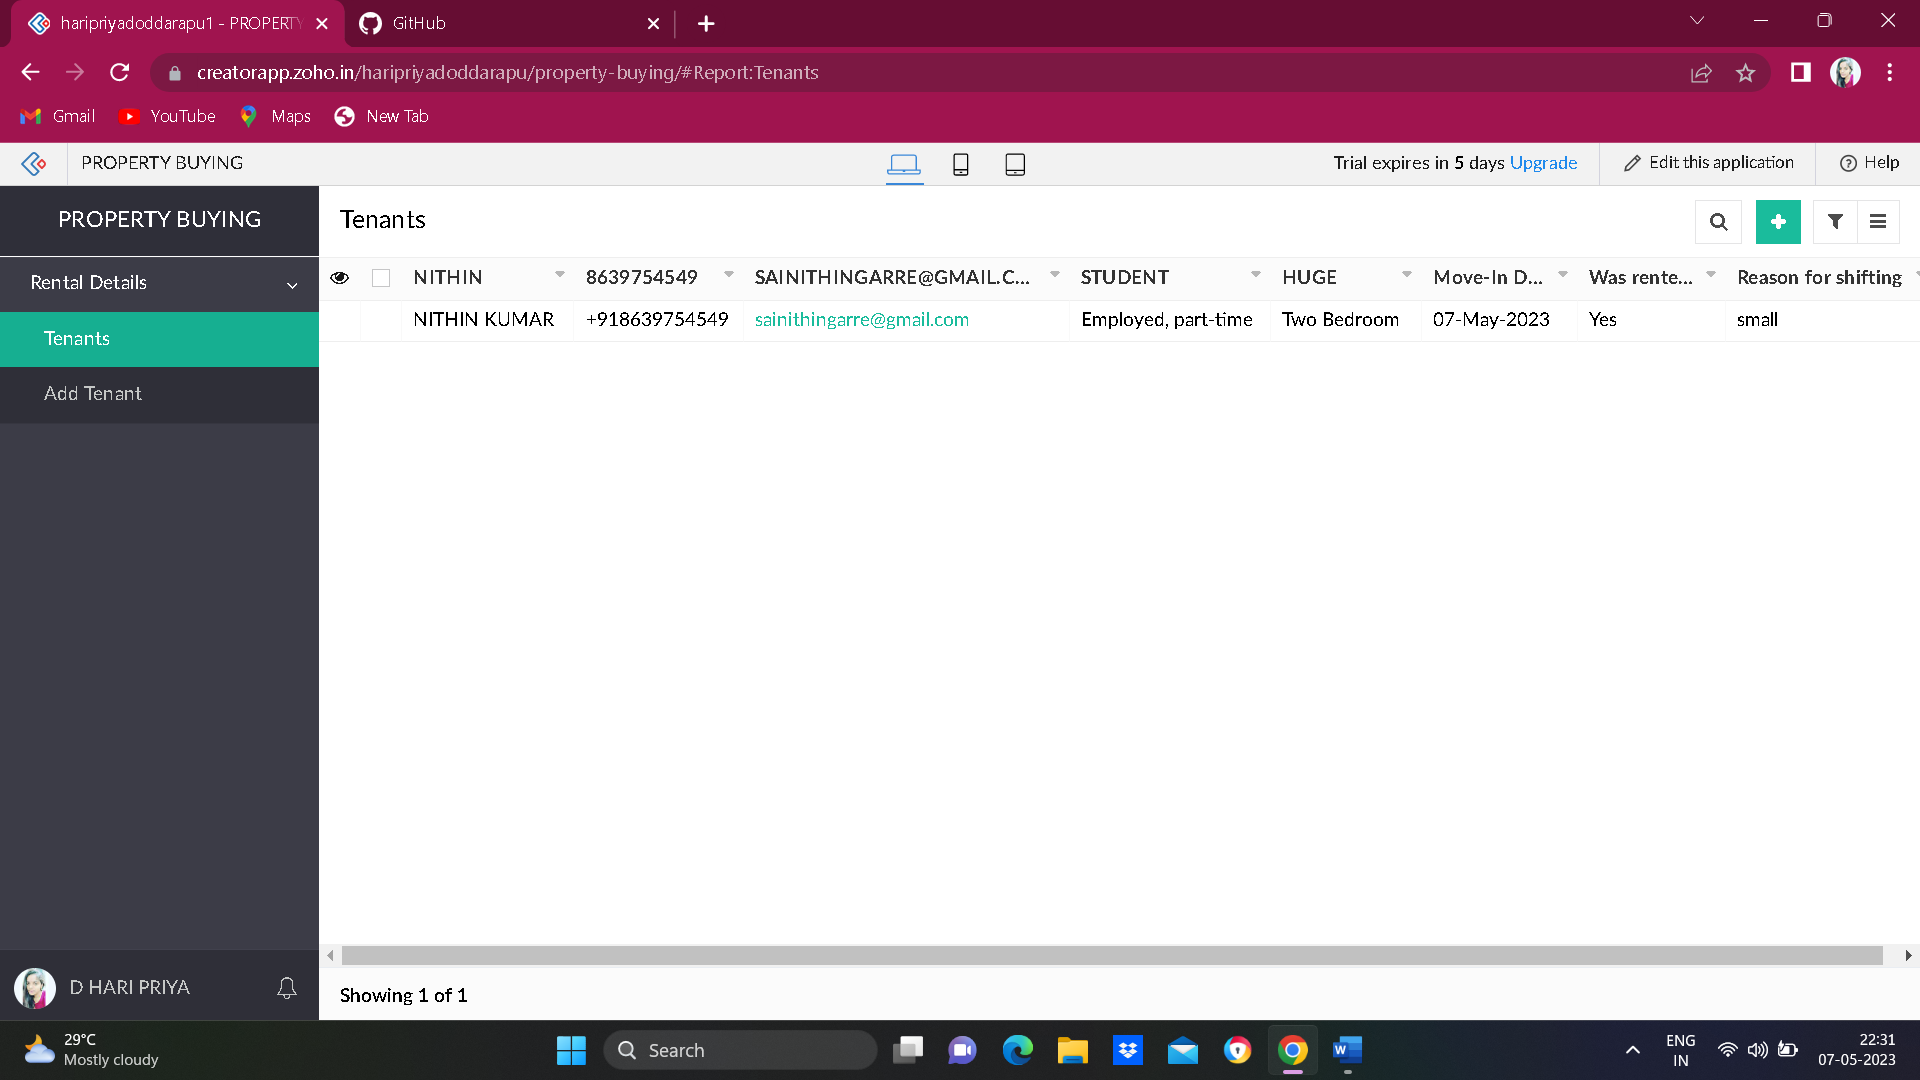 haripriyadoddarapu1 - PROPERTY
GitHub
creatorapp.zoho.in/haripriyadoddarapu/property-buying/#Report:Tenants
Gmail YouTube Maps New Tab
PROPERTY BUYING
Trial expires in 5 days Upgrade
Edit this application
Help
PROPERTY BUYING
Rental Details
Tenants
Add Tenant
Tenants
NITHIN 8639754549 SAINITHINGARRE@GMAIL.C... STUDENT HUGE Move-In D... Was rente... Reason for shifting
NITHIN KUMAR +918639754549 sainithingarre@gmail.com Employed, part-time Two Bedroom 07-May-2023 Yes small
D HARI PRIYA
Showing 1 of 1
29°C
Mostly cloudy
Search
ENG
IN
22:31
07-05-2023